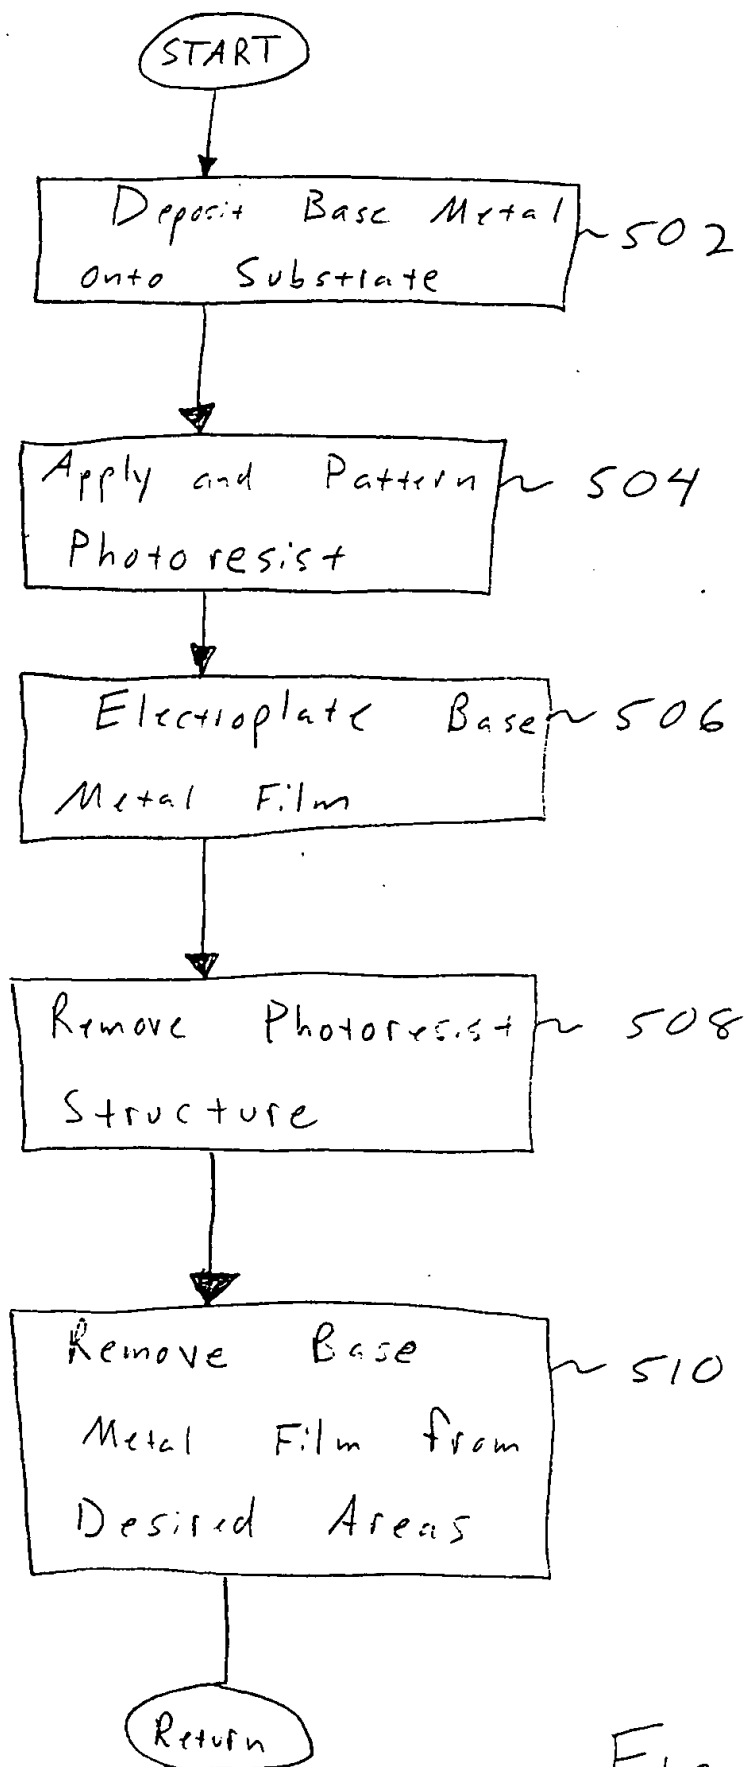 START
Deposit Base Metal
onto Substrate
~502
Apply and Pattern
Photoresist
~ 504
Electroplate Base
Metal Film
~ 506
Remove Photoresist
Structure
~ 508
Remove Base
Metal Film from
Desired Areas
~ 510
Return